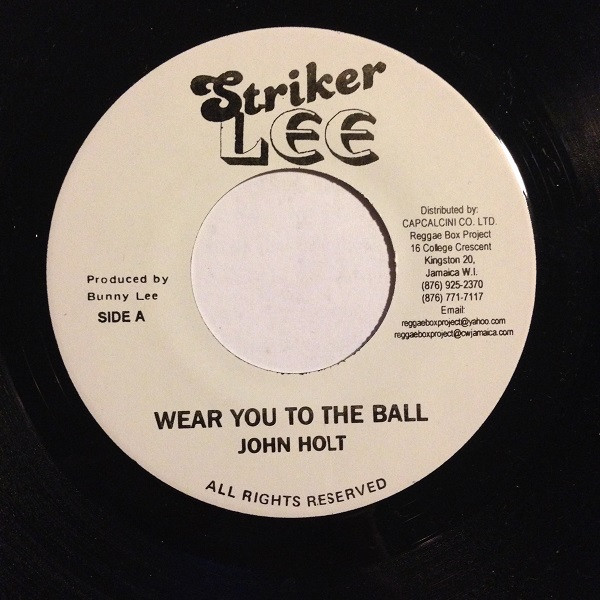 Striker
LEE
Distributed by:
CAPCALCINI CO. LTD.
Reggae Box Project
16 College Crescent
Kingston 20,
Jamaica W.I.
(876) 925-2370
(876) 771-7117
Email:
reggaeboxproject@yahoo.com
reggaeboxproject@cwjamaica.com
Produced by
Bunny Lee
SIDE A
WEAR YOU TO THE BALL
JOHN HOLT
ALL RIGHTS RESERVED